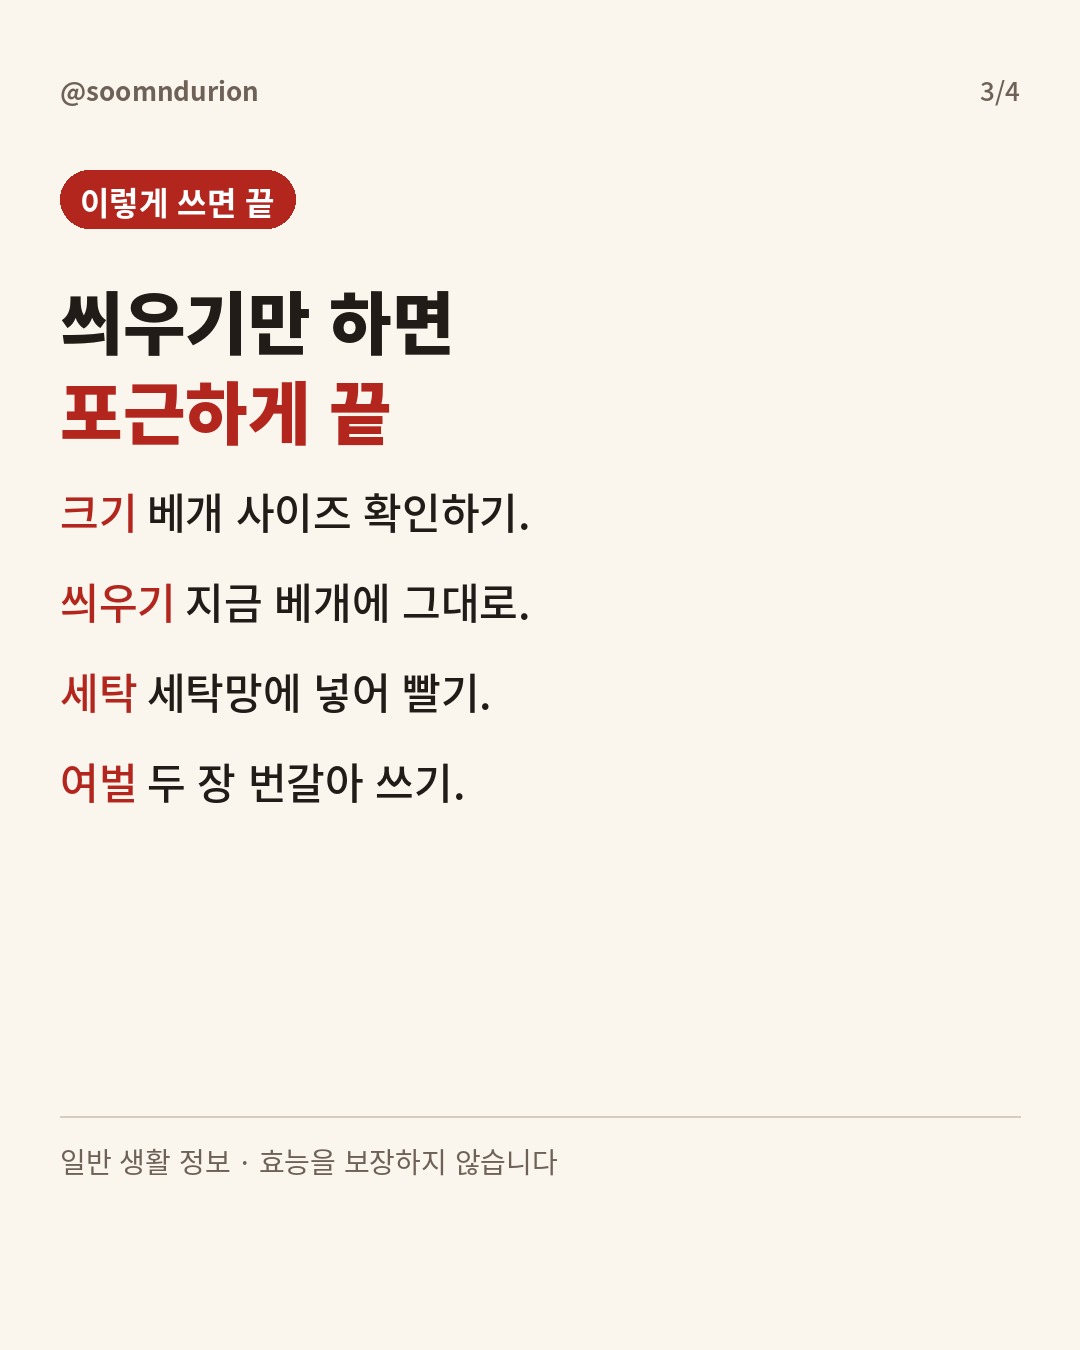 @soomndurion
3/4
이렇게 쓰면 끝
씌우기만 하면
포근하게 끝
크기 베개 사이즈 확인하기.
씌우기 지금 베개에 그대로.
세탁 세탁망에 넣어 빨기.
여벌 두 장 번갈아 쓰기.
일반 생활 정보 · 효능을 보장하지 않습니다